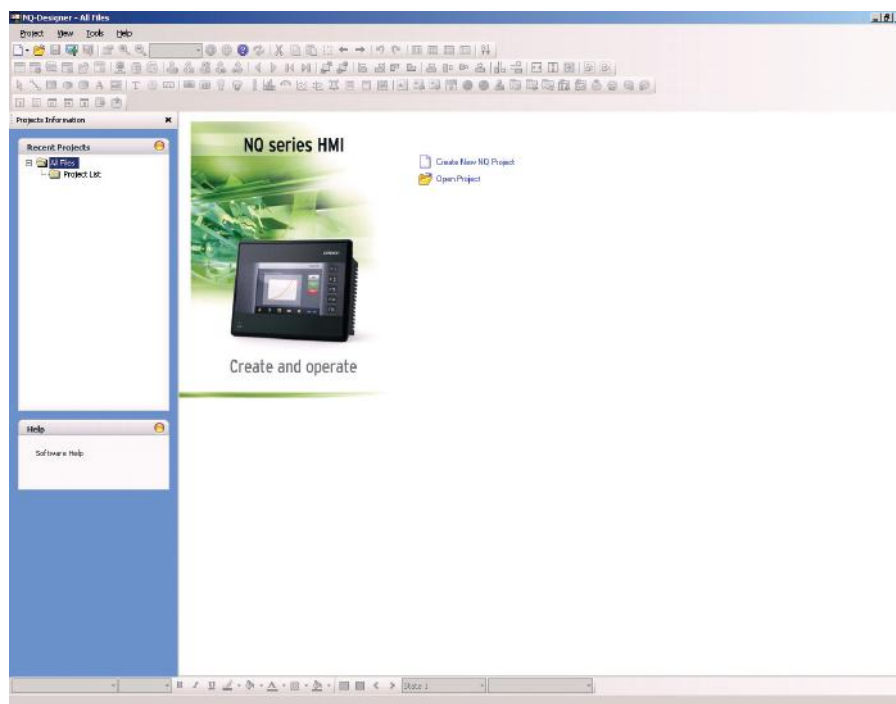 NQ-Designer - All Files
Project View Tools Help
Projects Information
Recent Projects
All Files
Project List
NQ series HMI
Create New NQ Project
Open Project
OMRON
Create and operate
Help
Software Help
State 1